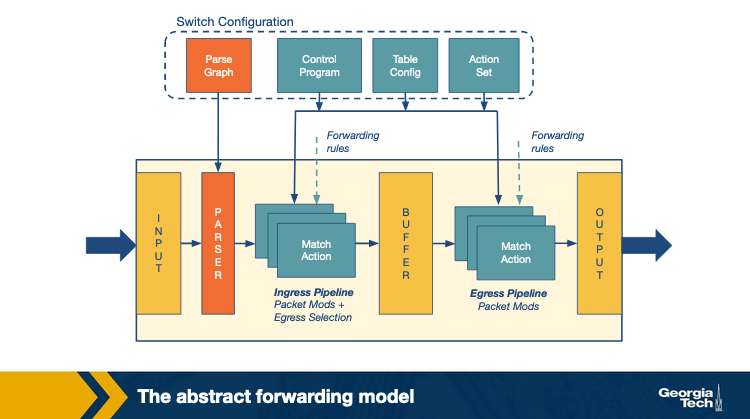 Switch Configuration
Parse
Graph
Control
Program
Table
Config
Action
Set
Forwarding
rules
Forwarding
rules
INPUT
PARSER
Match
Action
BUFFER
Match
Action
OUTPUT
Ingress Pipeline
Packet Mods +
Egress Selection
Egress Pipeline
Packet Mods
The abstract forwarding model
Georgia
Tech